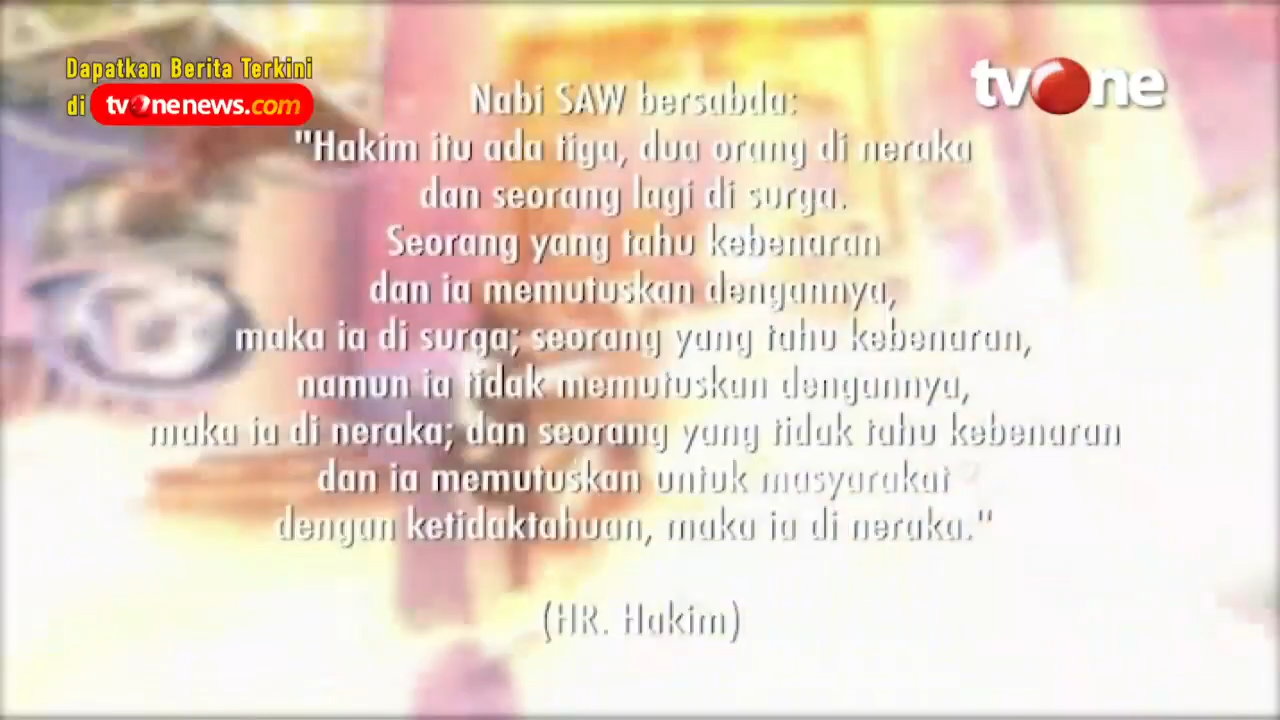 Dapatkan Berita Terkini
di tvOnenews.com
tvOne
Nabi SAW bersabda:
"Hakim itu ada tiga, dua orang di neraka
dan seorang lagi di surga.
Seorang yang tahu kebenaran
dan ia memutuskan dengannya,
maka ia di surga; seorang yang tahu kebenaran,
namun ia tidak memutuskan dengannya,
maka ia di neraka; dan seorang yang tidak tahu kebenaran
dan ia memutuskan untuk masyarakat
dengan ketidaktahuan, maka ia di neraka."
(HR. Hakim)